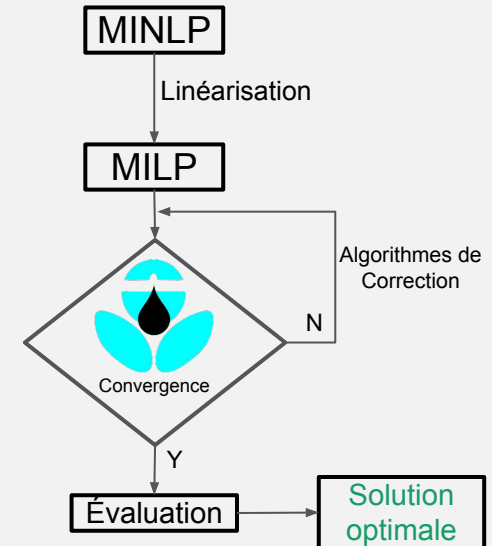 MINLP
Linéarisation
MILP
Algorithmes de
Correction
N
Convergence
Y
Évaluation
Solution
optimale